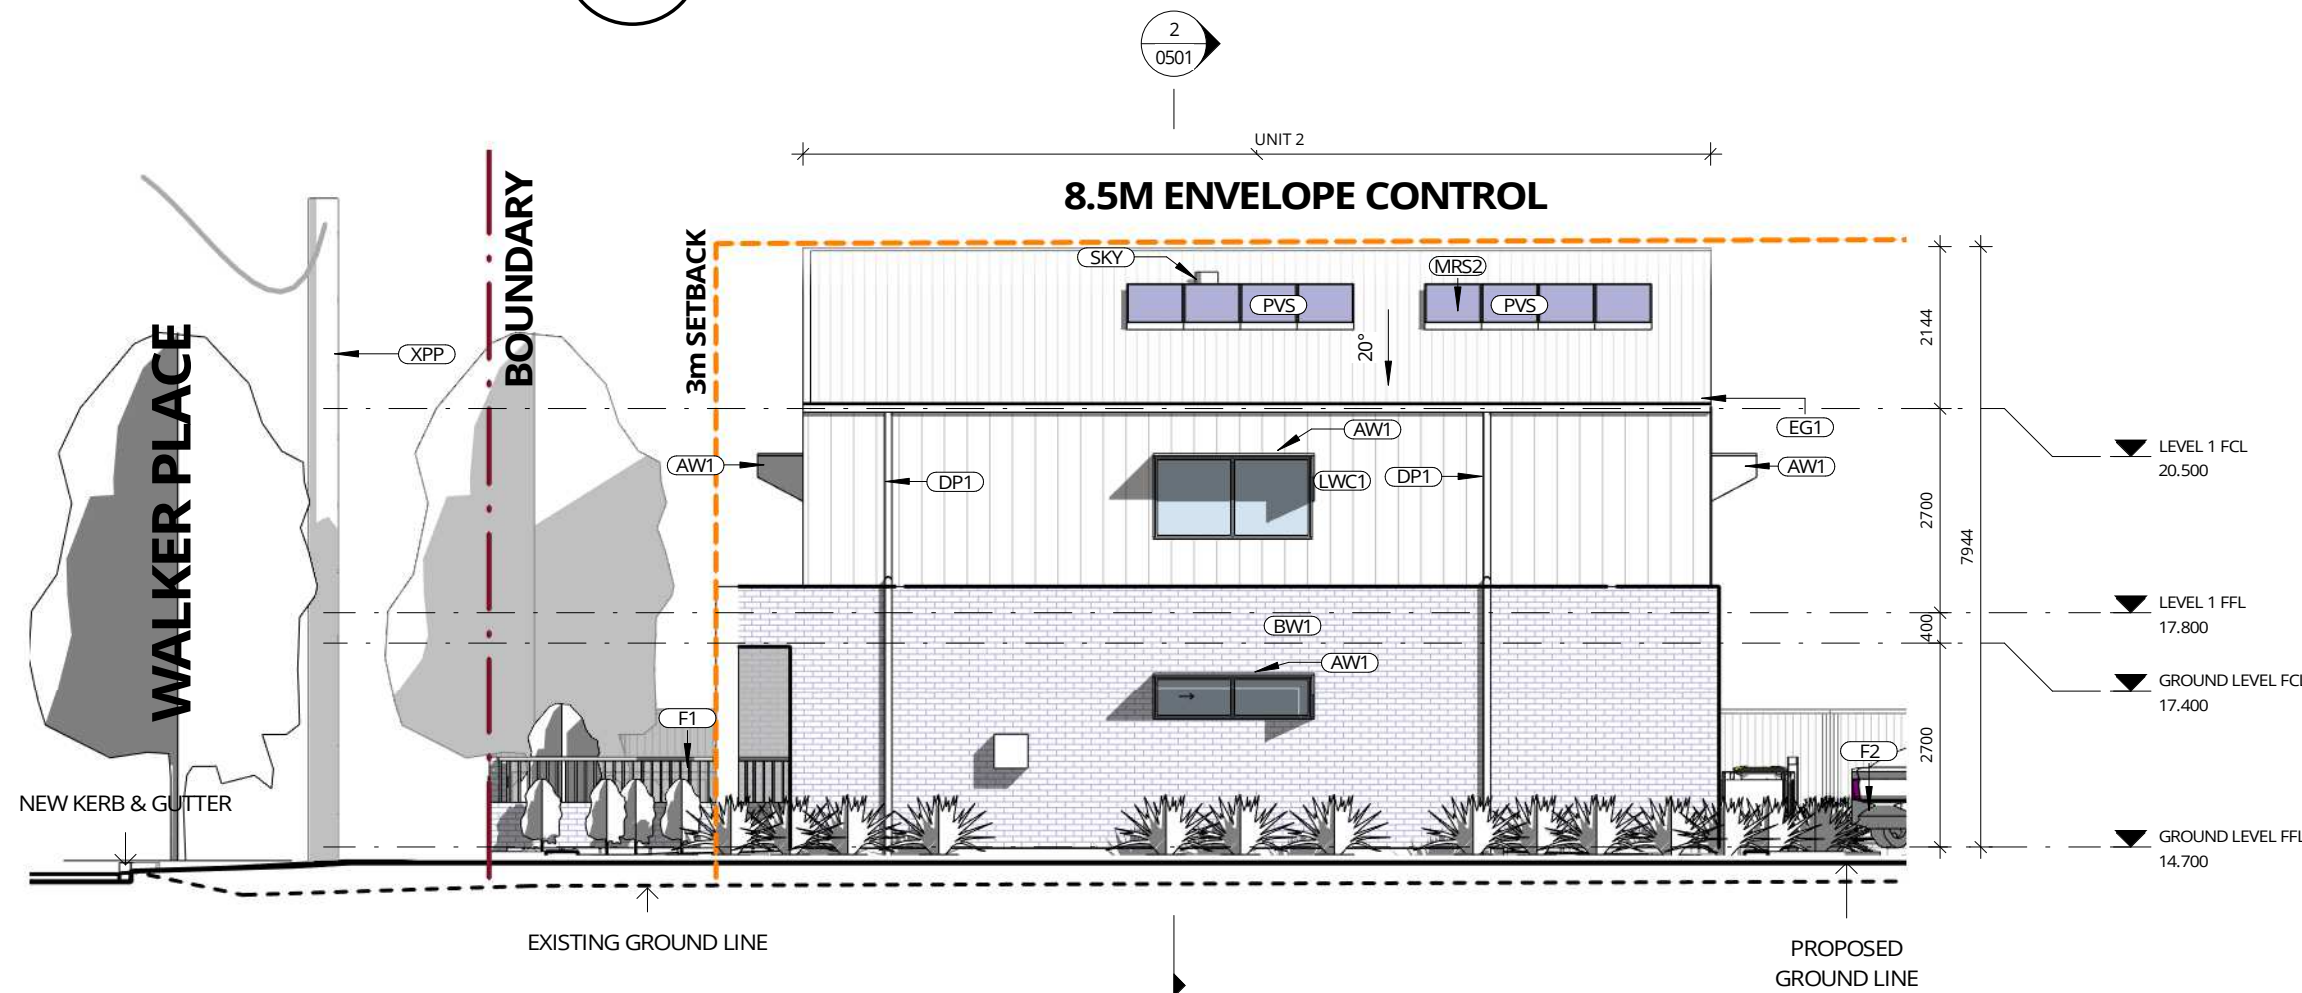 2
0501
UNIT 2
8.5M ENVELOPE CONTROL
BOUNDARY
3m SETBACK
WALKER PLACE
SKY
MRS2
PVS
PVS
20°
XPP
EG1
AW1
AW1
AW1
DP1
LWC1
DP1
BW1
AW1
F1
F2
2144
2700
7944
400
2700
LEVEL 1 FCL
20.500
LEVEL 1 FFL
17.800
GROUND LEVEL FCL
17.400
GROUND LEVEL FFL
14.700
NEW KERB & GUTTER
EXISTING GROUND LINE
PROPOSED
GROUND LINE